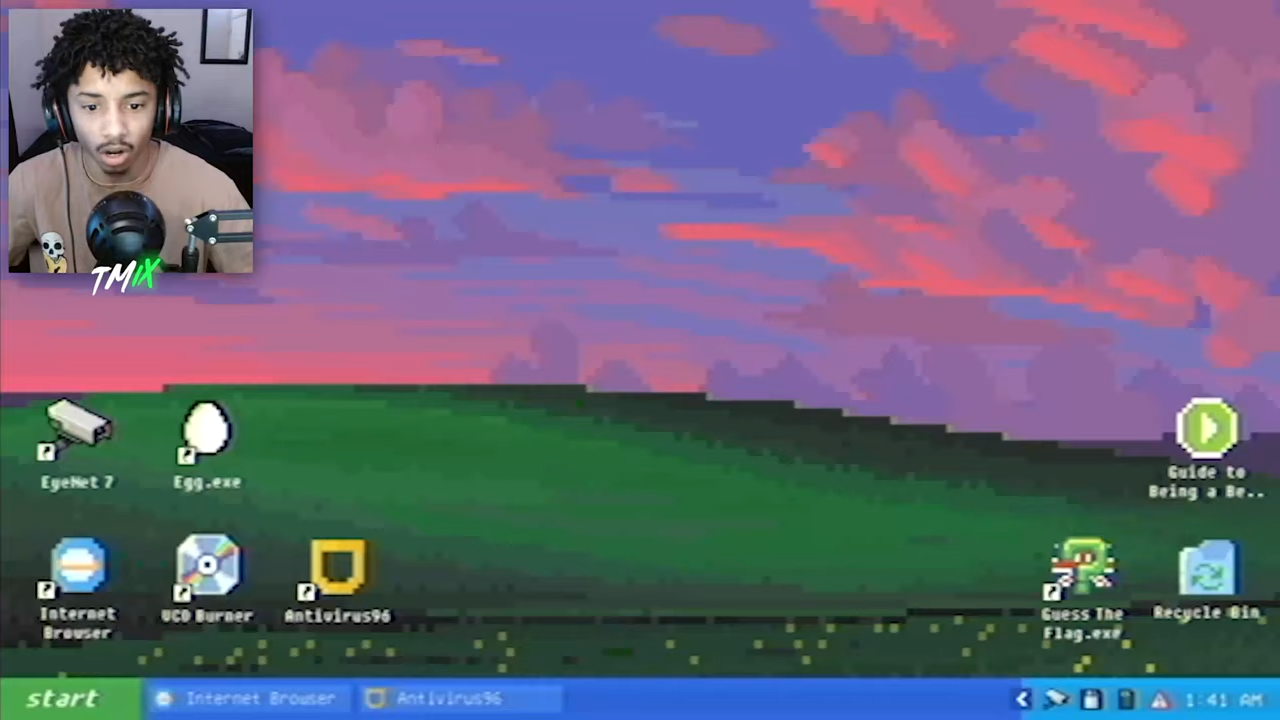 TMIX
EyeNet 7
Egg.exe
Guide to
Being a Be..
Internet
Browser
VCD Burner
Antivirus96
Guess The
Flag.exe
Recycle Bin
start
Internet Browser
Antivirus96
1:41 AM